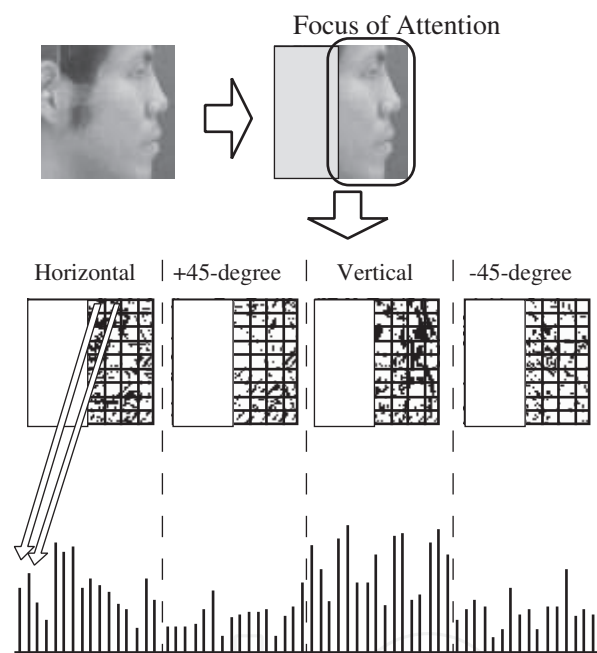 Focus of Attention
Horizontal
+45-degree
Vertical
-45-degree